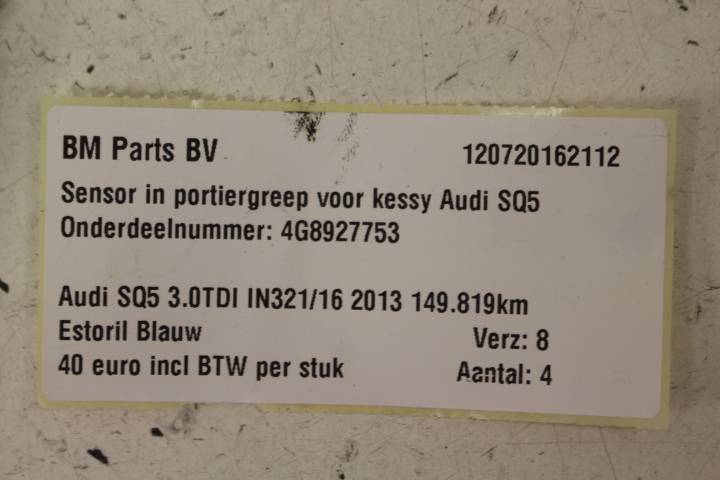 BM Parts BV 120720162112
Sensor in portiergreep voor kessy Audi SQ5
Onderdeelnummer: 4G8927753
Audi SQ5 3.0TDI IN321/16 2013 149.819km
Estoril Blauw Verz: 8
40 euro incl BTW per stuk Aantal: 4